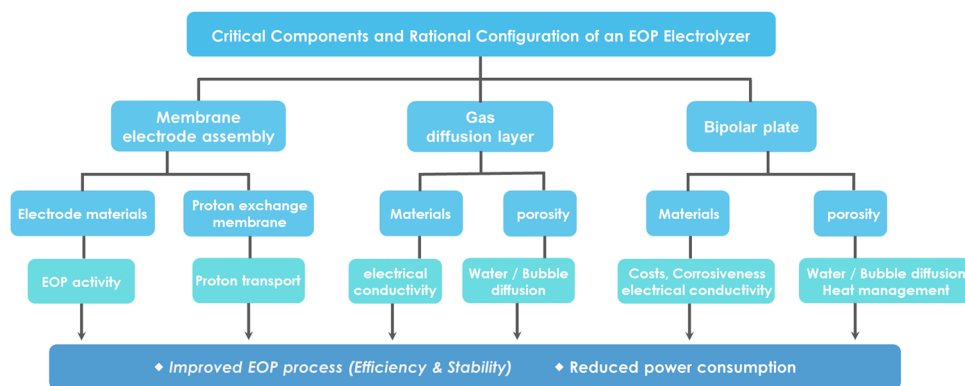 Critical Components and Rational Configuration of an EOP Electrolyzer
Membrane
electrode assembly
Gas
diffusion layer
Bipolar plate
Electrode materials
Proton exchange
membrane
Materials
porosity
Materials
porosity
EOP activity
Proton transport
electrical
conductivity
Water / Bubble
diffusion
Costs, Corrosiveness
electrical conductivity
Water / Bubble diffusion
Heat management
◆ Improved EOP process (Efficiency & Stability)
◆ Reduced power consumption